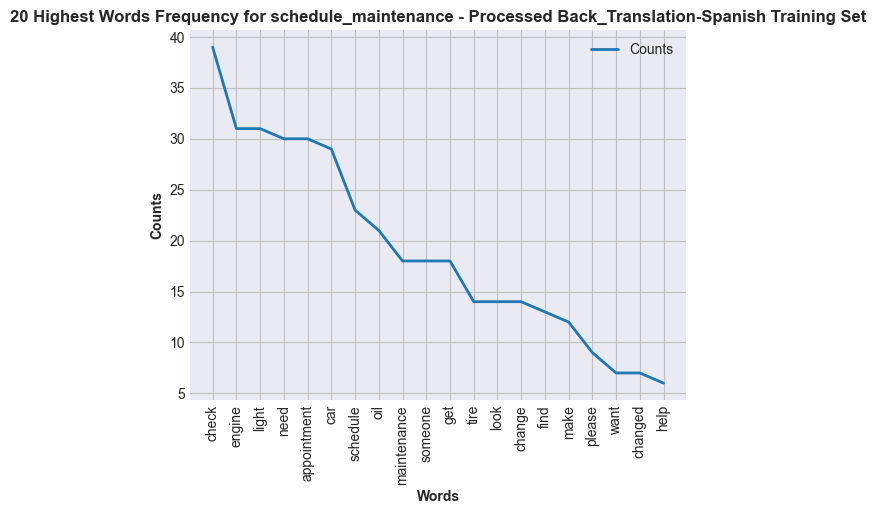 20 Highest Words Frequency for schedule_maintenance - Processed Back_Translation-Spanish Training Set
Counts
40
35
30
25
20
15
10
5
Counts
check
engine
light
need
appointment
car
schedule
oil
maintenance
someone
get
tire
look
change
find
make
please
want
changed
help
Words